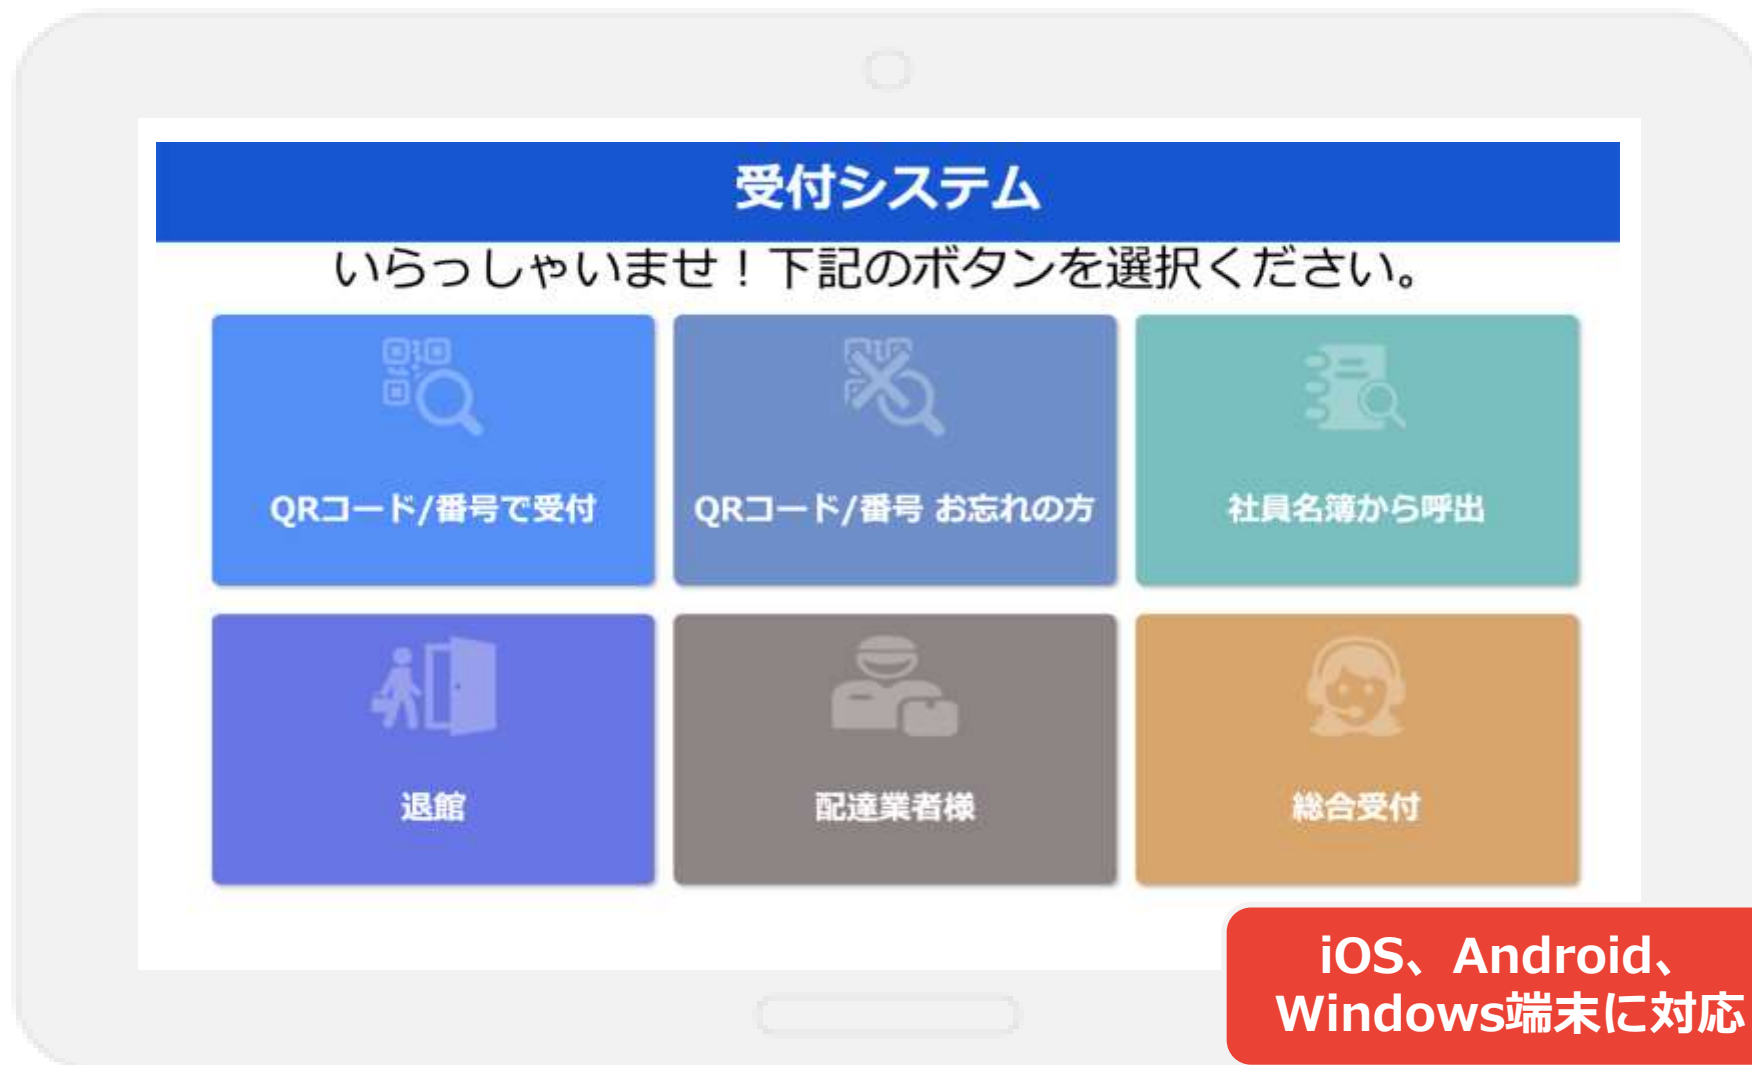 受付システム
いらっしゃいませ！下記のボタンを選択ください。
QRコード/番号で受付
QRコード/番号 お忘れの方
社員名簿から呼出
退館
配達業者様
総合受付
iOS、Android、
Windows端末に対応